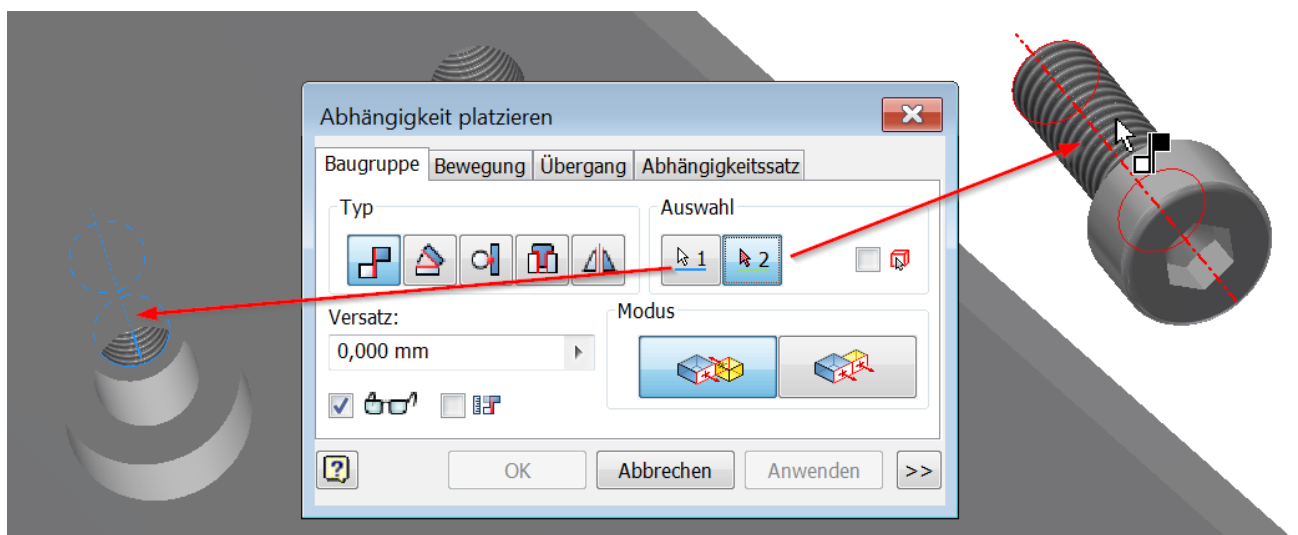 Abhängigkeit platzieren
Baugruppe Bewegung Übergang Abhängigkeitssatz
Typ
Auswahl
1 2
Versatz:
Modus
0,000 mm
OK Abbrechen Anwenden >>